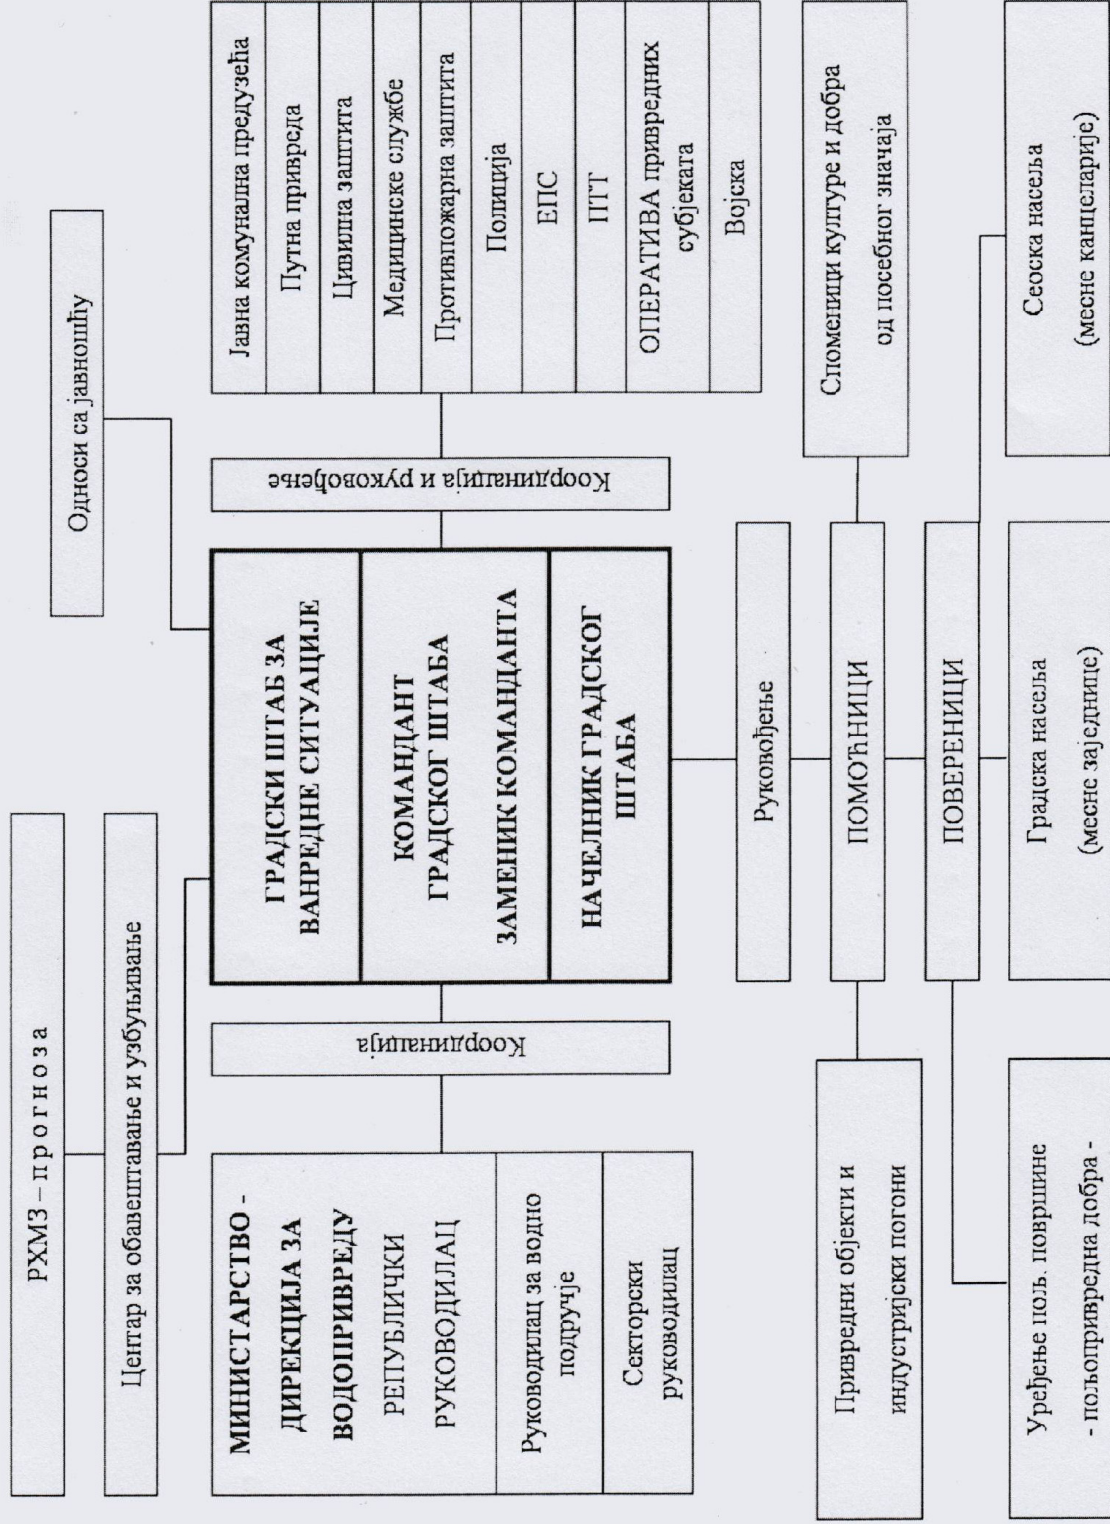 РХМЗ – п р о г н о з а
Центар за обавештавање и узбуњивање
Односи са јавношћу
МИНИСТАРСТВО -
ДИРЕКЦИЈА ЗА
ВОДОПРИВРЕДУ
РЕПУБЛИЧКИ
РУКОВОДИЛАЦ
Руководилац за водно
подручје
Секторски
руководилац
Координација
ГРАДСКИ ШТАБ ЗА
ВАНРЕДНЕ СИТУАЦИЈЕ
КОМАНДАНТ
ГРАДСКОГ ШТАБА
ЗАМЕНИК КОМАНДАНТА
НАЧЕЛНИК ГРАДСКОГ
ШТАБА
Координација и руковођење
Јавна комунална предузећа
Путна привреда
Цивилна заштита
Медицинске службе
Противпожарна заштита
Полиција
ЕПС
ПТТ
ОПЕРАТИВА привредних
субјеката
Војска
Руковођење
Привредни објекти и
индустријски погони
ПОМОЋНИЦИ
Споменици културе и добра
од посебног значаја
ПОВЕРЕНИЦИ
Уређење пољ. површине
- пољопривредна добра -
Градска насеља
(месне заједнице)
Сеоска насеља
(месне канцеларије)